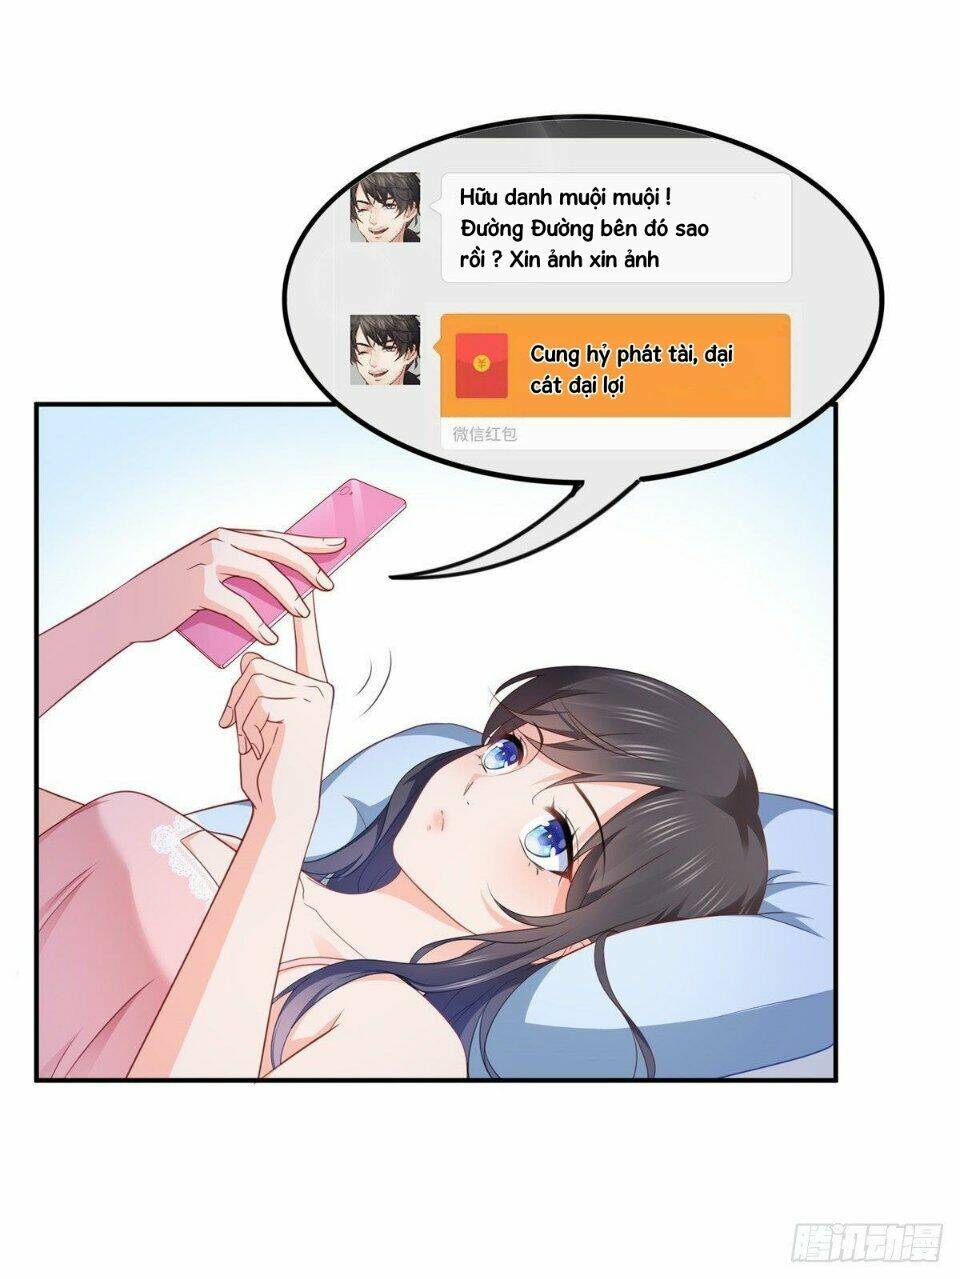 Hữu danh muội muội !
Đường Đường bên đó sao
rồi ? Xin ảnh xin ảnh
Cung hỷ phát tài, đại
cát đại lợi
微信红包
腾讯动漫